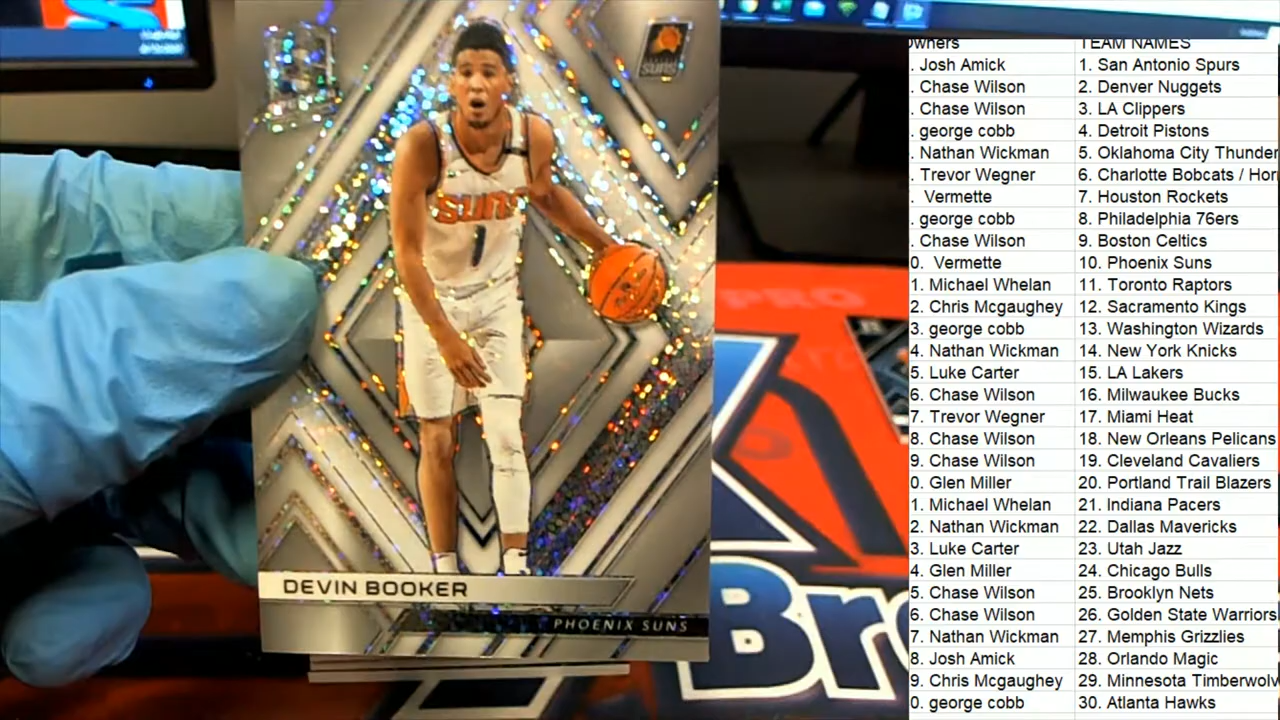 SUNS
SUNS
1
DEVIN BOOKER
PHOENIX SUNS
PRO
Br
wners TEAM NAMES
. Josh Amick 1. San Antonio Spurs
. Chase Wilson 2. Denver Nuggets
. Chase Wilson 3. LA Clippers
. george cobb 4. Detroit Pistons
. Nathan Wickman 5. Oklahoma City Thunder
. Trevor Wegner 6. Charlotte Bobcats / Hor
. Vermette 7. Houston Rockets
. george cobb 8. Philadelphia 76ers
. Chase Wilson 9. Boston Celtics
0. Vermette 10. Phoenix Suns
1. Michael Whelan 11. Toronto Raptors
2. Chris Mcgaughey 12. Sacramento Kings
3. george cobb 13. Washington Wizards
4. Nathan Wickman 14. New York Knicks
5. Luke Carter 15. LA Lakers
6. Chase Wilson 16. Milwaukee Bucks
7. Trevor Wegner 17. Miami Heat
8. Chase Wilson 18. New Orleans Pelicans
9. Chase Wilson 19. Cleveland Cavaliers
0. Glen Miller 20. Portland Trail Blazers
1. Michael Whelan 21. Indiana Pacers
2. Nathan Wickman 22. Dallas Mavericks
3. Luke Carter 23. Utah Jazz
4. Glen Miller 24. Chicago Bulls
5. Chase Wilson 25. Brooklyn Nets
6. Chase Wilson 26. Golden State Warriors
7. Nathan Wickman 27. Memphis Grizzlies
8. Josh Amick 28. Orlando Magic
9. Chris Mcgaughey 29. Minnesota Timberwolv
0. george cobb 30. Atlanta Hawks